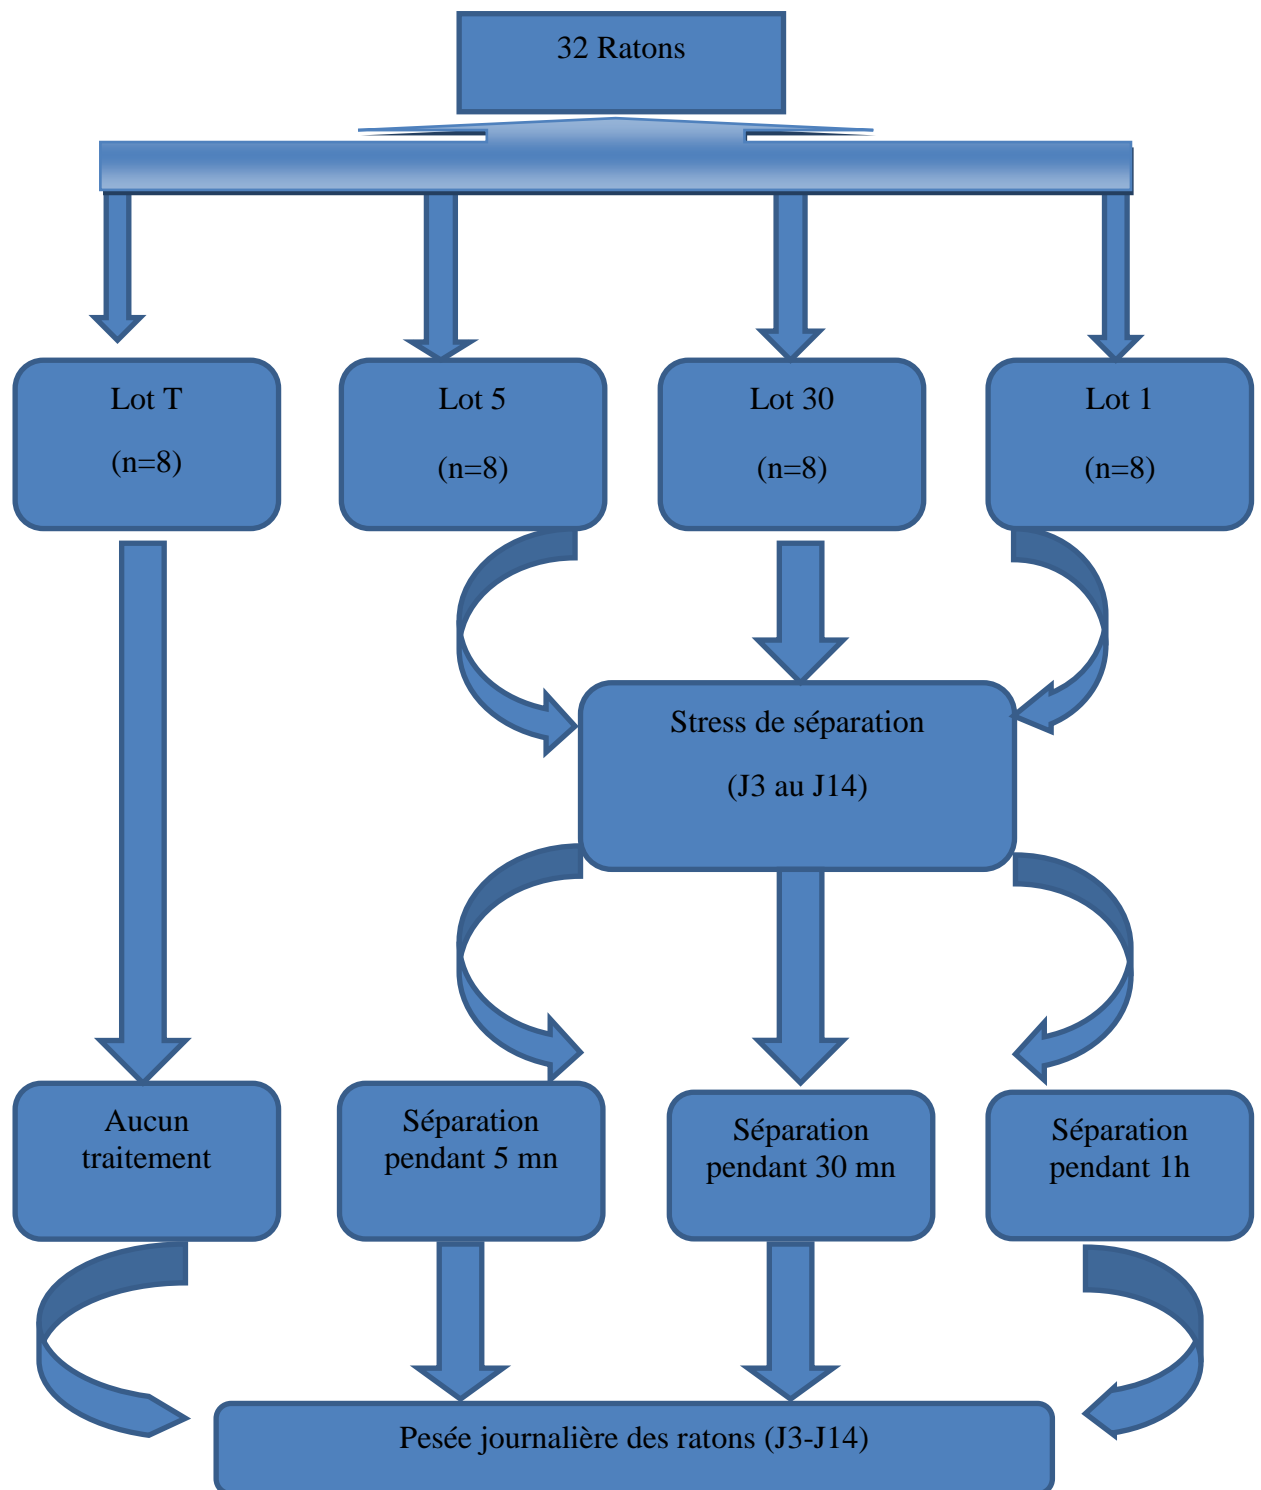 32 Ratons
Lot T
(n=8)
Lot 5
(n=8)
Lot 30
(n=8)
Lot 1
(n=8)
Stress de séparation
(J3 au J14)
Aucun
traitement
Séparation
pendant 5 mn
Séparation
pendant 30 mn
Séparation
pendant 1h
Pesée journalière des ratons (J3-J14)